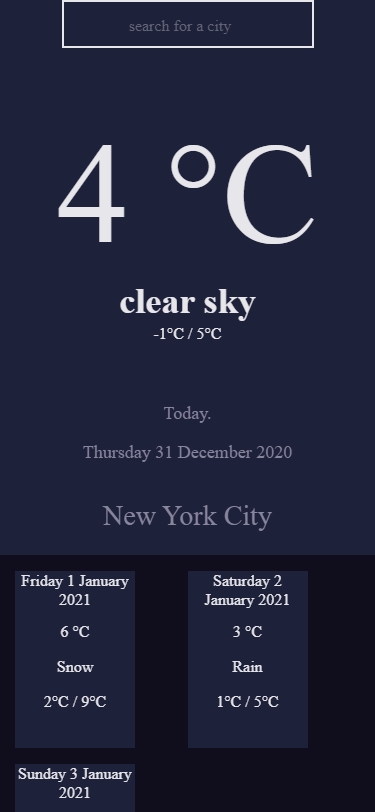 search for a city
4 °C
clear sky
-1°C / 5°C
Today.
Thursday 31 December 2020
New York City
Friday 1 January
2021
6 °C
Snow
2°C / 9°C
Saturday 2
January 2021
3 °C
Rain
1°C / 5°C
Sunday 3 January
2021